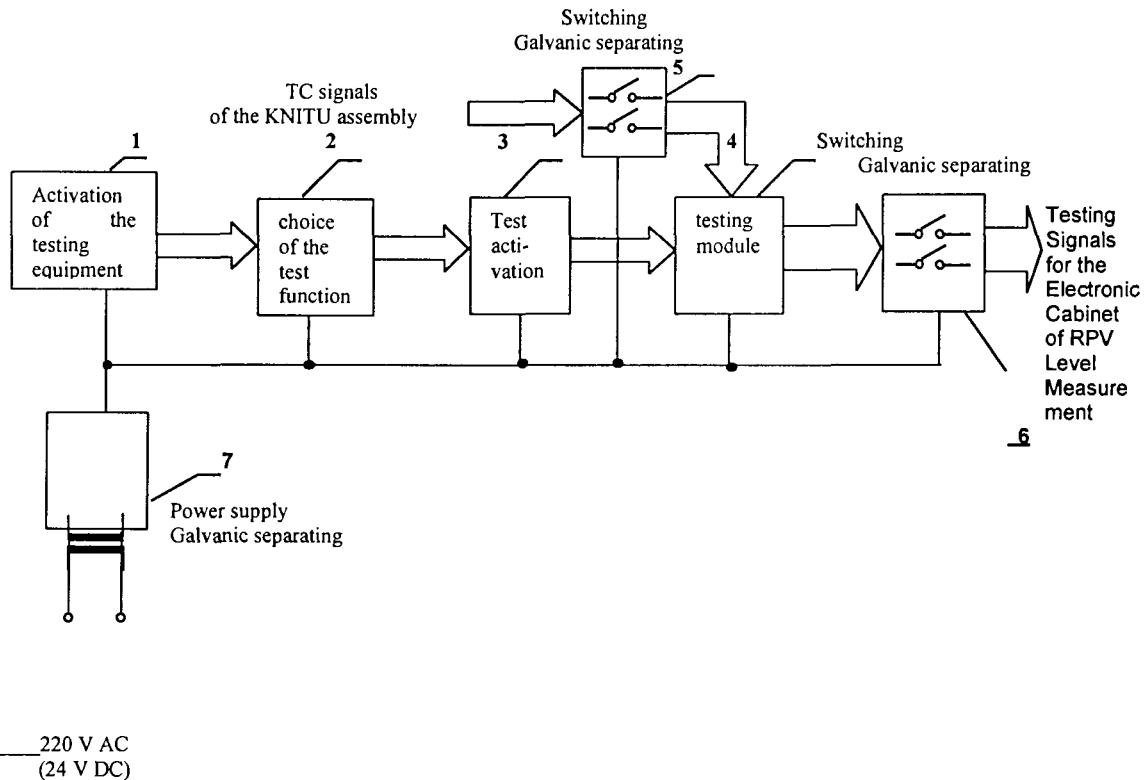 Switching
Galvanic separating
5
TC signals
of the KNITU assembly
1
2
3
4
Switching
Galvanic separating
Activation
of the
testing
equipment
choice
of the
test
function
Test
acti-
vation
testing
module
Testing
Signals
for the
Electronic
Cabinet
of RPV
Level
Measure
ment
6
7
Power supply
Galvanic separating
220 V AC
(24 V DC)